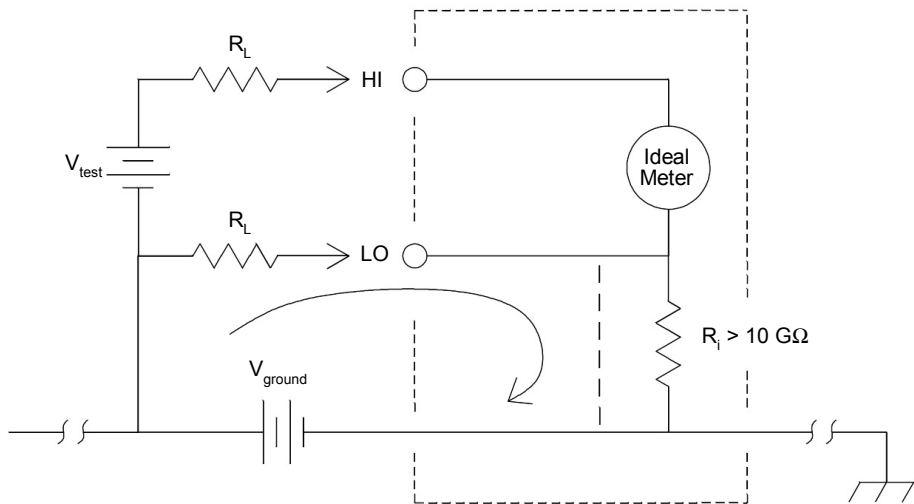 R_L
HI
V_test
Ideal
Meter
R_L
LO
R_i > 10 GΩ
V_ground